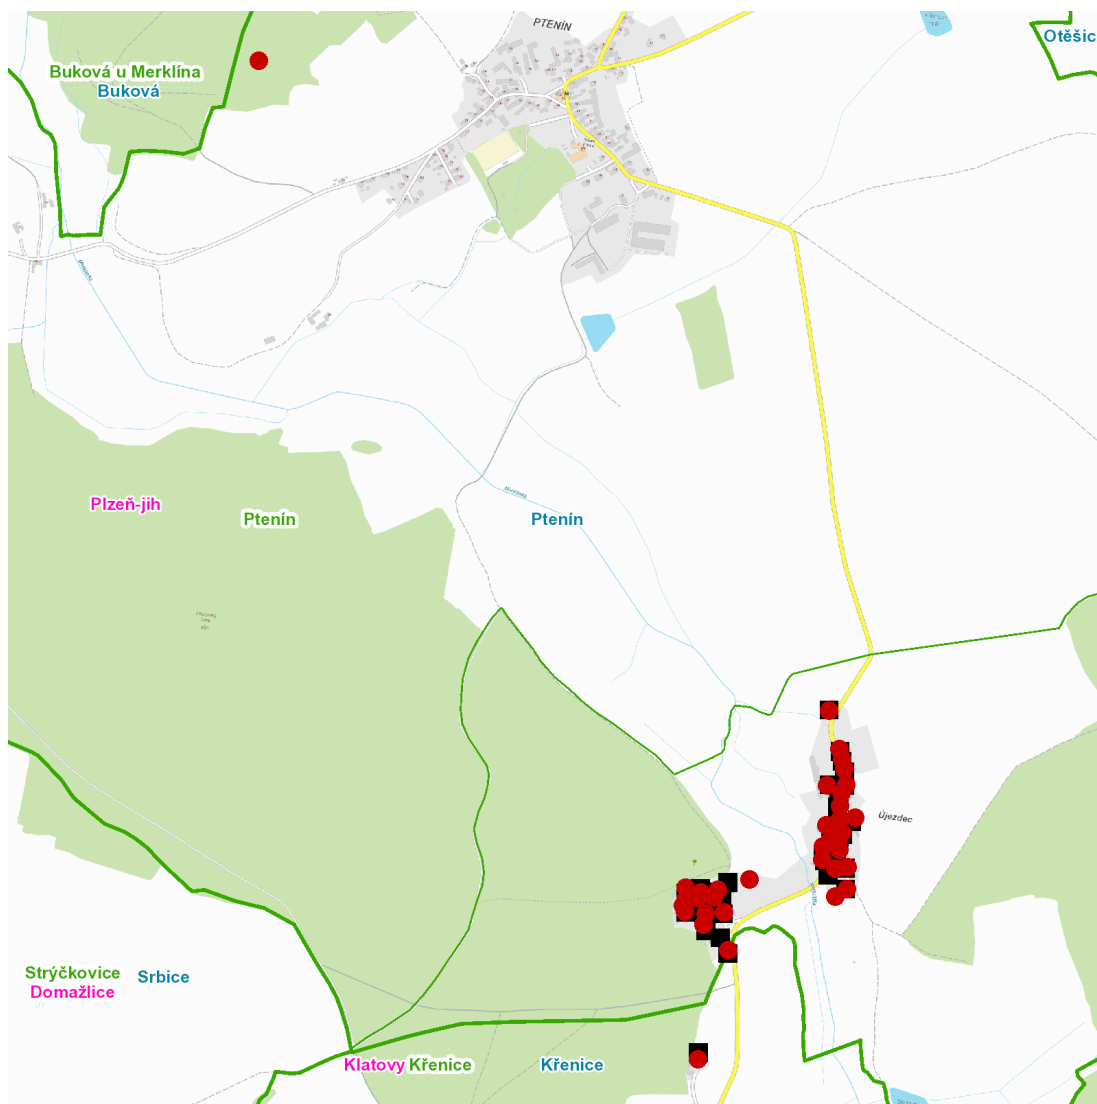 PTENÍN
Otěšic
Buková u Merklína
Buková
Plzeň-jih
Ptenín
Ptenín
Újezdec
Strýčkovice
Domažlice
Srbice
Klatovy
Křenice
Křenice